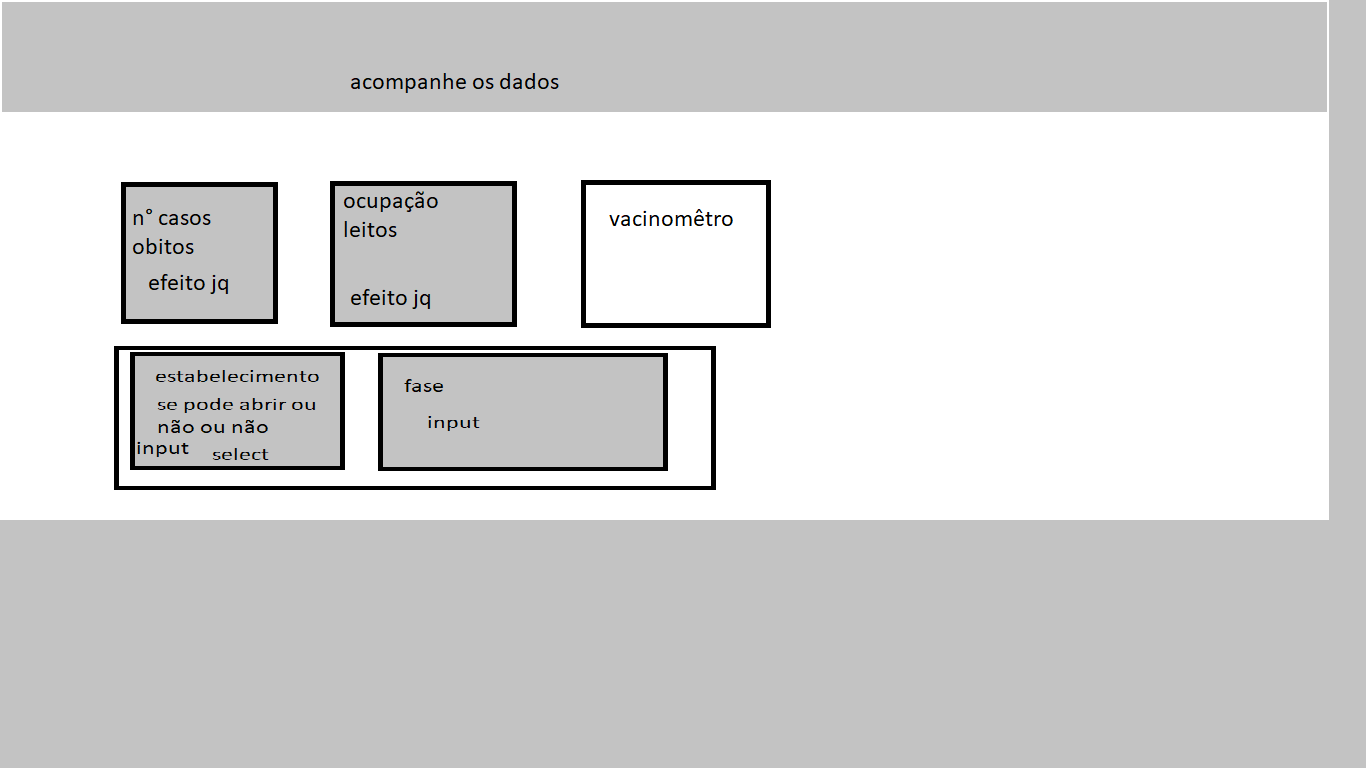 acompanhe os dados
n° casos
obitos
efeito jq
ocupação
leitos
efeito jq
vacinomêtro
estabelecimento
se pode abrir ou
não ou não
input
select
fase
input